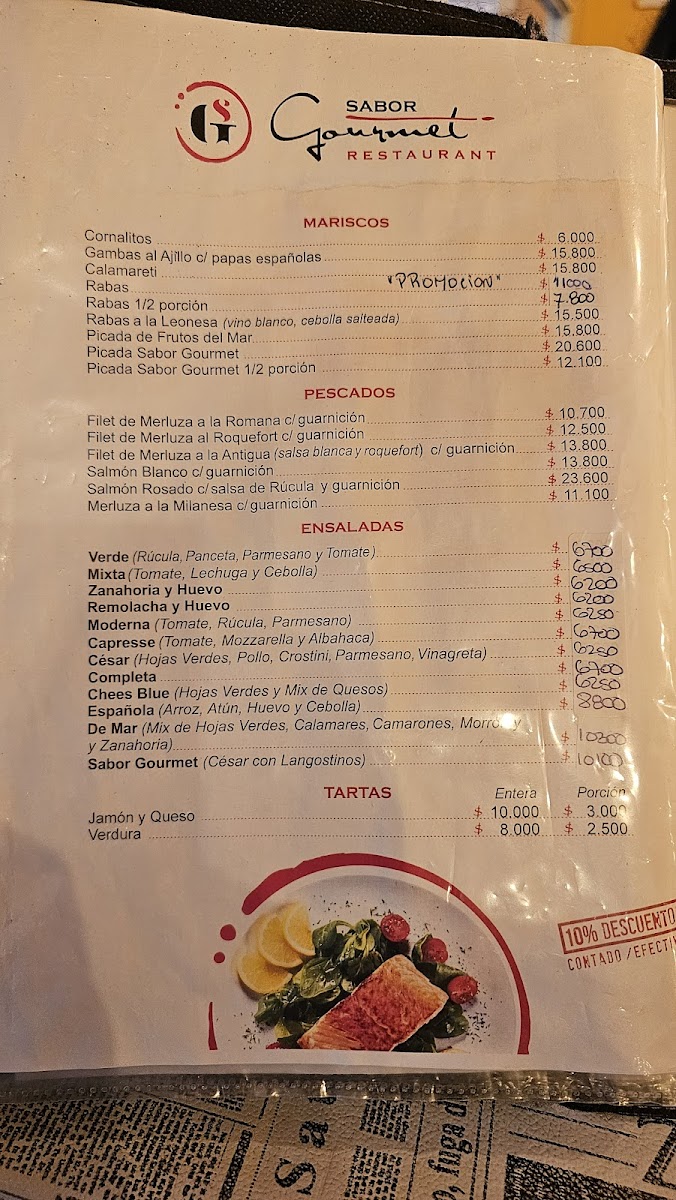 GS
SABOR
Gourmet
RESTAURANT
MARISCOS
Cornalitos $ 6.000
Gambas al Ajillo c/ papas españolas $ 15.800
Calamareti $ 15.800
Rabas "PROMOCION" $ 11000
Rabas 1/2 porción $ 7.800
Rabas a la Leonesa (vino blanco, cebolla salteada) $ 15.500
Picada de Frutos del Mar $ 15.800
Picada Sabor Gourmet $ 20.600
Picada Sabor Gourmet 1/2 porción $ 12.100
PESCADOS
Filet de Merluza a la Romana c/ guarnición $ 10.700
Filet de Merluza al Roquefort c/ guarnición $ 12.500
Filet de Merluza a la Antigua (salsa blanca y roquefort) c/ guarnición $ 13.800
Salmón Blanco c/ guarnición $ 13.800
Salmón Rosado c/ salsa de Rúcula y guarnición $ 23.600
Merluza a la Milanesa c/ guarnición $ 11.100
ENSALADAS
Verde (Rúcula, Panceta, Parmesano y Tomate) $ 6700
Mixta (Tomate, Lechuga y Cebolla) $ 6500
Zanahoria y Huevo $ 6200
Remolacha y Huevo $ 6200
Moderna (Tomate, Rúcula, Parmesano) $ 6250
Capresse (Tomate, Mozzarella y Albahaca) $ 6700
César (Hojas Verdes, Pollo, Crostini, Parmesano, Vinagreta) $ 6250
Completa $ 6700
Chees Blue (Hojas Verdes y Mix de Quesos) $ 6250
Española (Arroz, Atún, Huevo y Cebolla) $ 8800
De Mar (Mix de Hojas Verdes, Calamares, Camarones, Morrón y
y Zanahoria) $ 10300
Sabor Gourmet (César con Langostinos) $ 10100
TARTAS Entera Porción
Jamón y Queso $ 10.000 $ 3.000
Verdura $ 8.000 $ 2.500
10% DESCUENTO
CONTADO / EFECTI